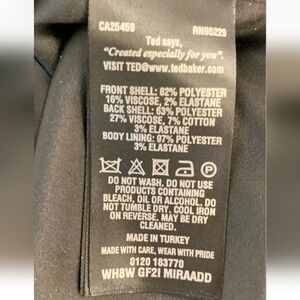 CA25459 RN95229
Ted says,
"Created especially for you".
VISIT TED@www.tedbaker.com
FRONT SHELL: 82% POLYESTER
16% VISCOSE, 2% ELASTANE
BACK SHELL: 63% POLYESTER
27% VISCOSE, 7% COTTON
3% ELASTANE
BODY LINING: 97% POLYESTER
3% ELASTANE
DO NOT WASH. DO NOT USE
PRODUCTS CONTAINING
BLEACH, OIL OR ALCOHOL. DO
NOT TUMBLE DRY. COOL IRON
ON REVERSE. MAY BE DRY
CLEANED.
MADE IN TURKEY
MADE WITH CARE, WEAR WITH PRIDE
0120 183770
WH8W GF2I MIRAADD